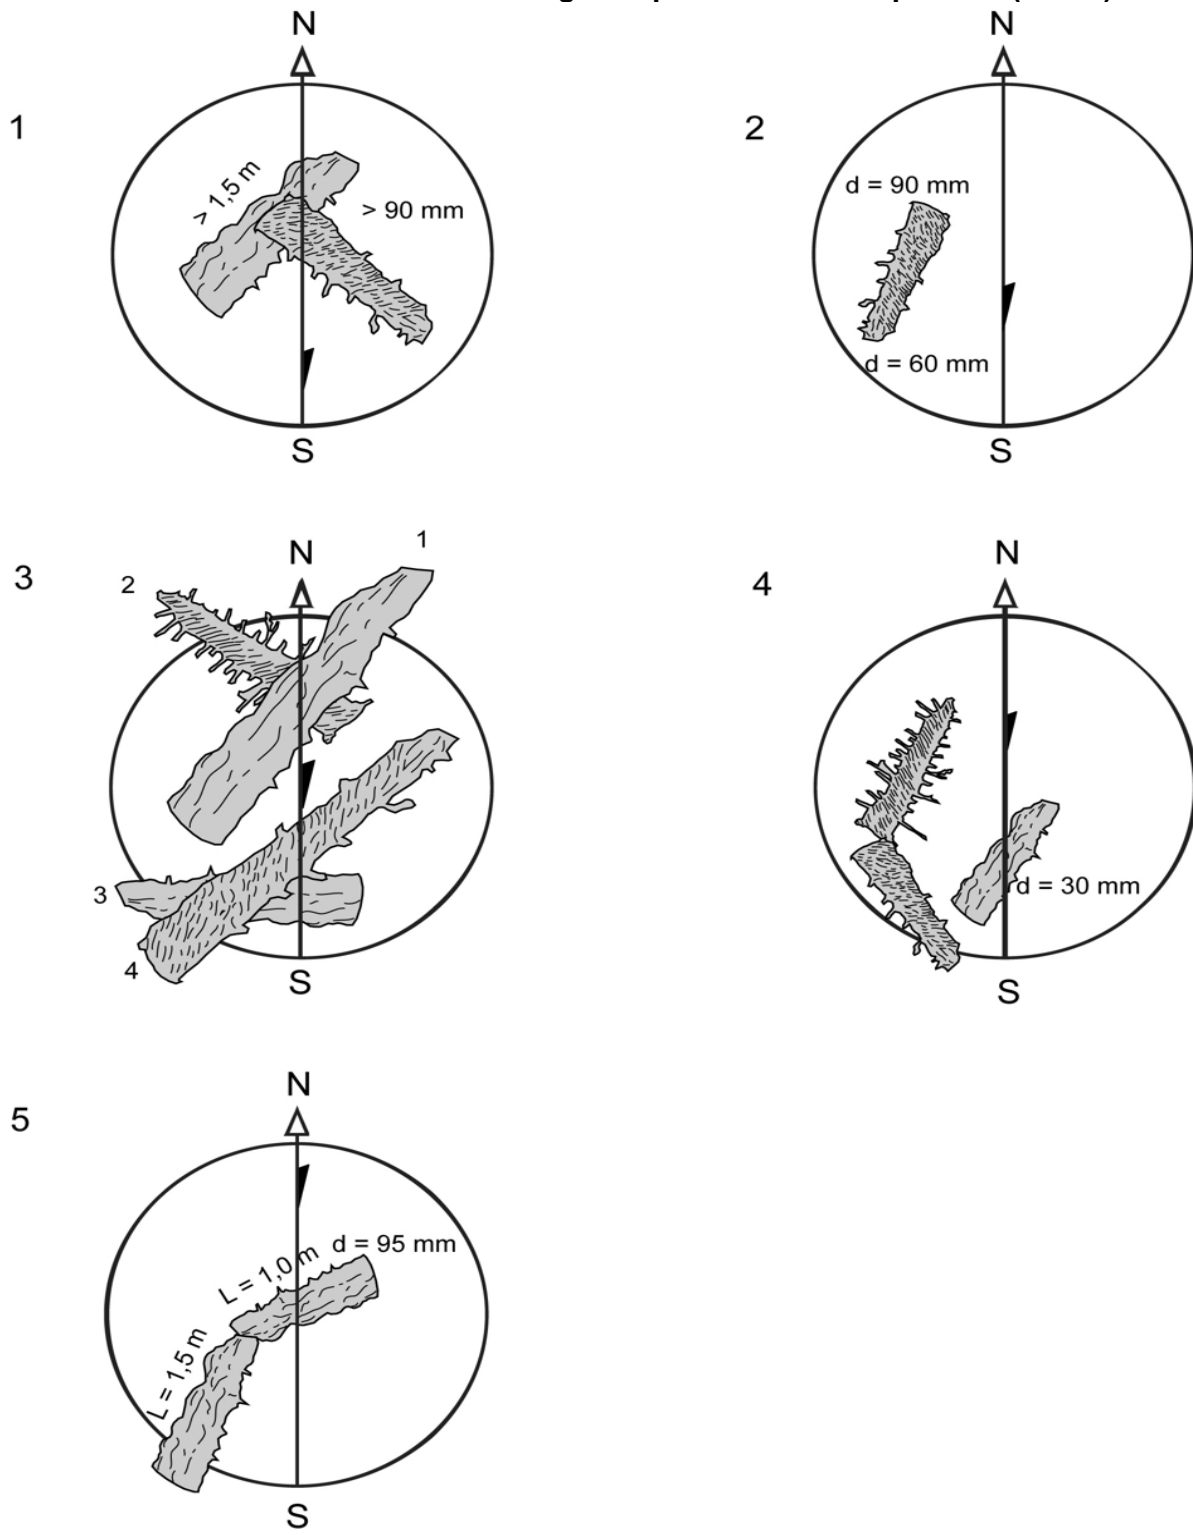 N
N
1
2
> 1,5 m
> 90 mm
d = 90 mm
d = 60 mm
S
S
3
N
1
2
3
4
S
4
N
d = 30 mm
S
5
N
L = 1,0 m
d = 95 mm
L = 1,5 m
S